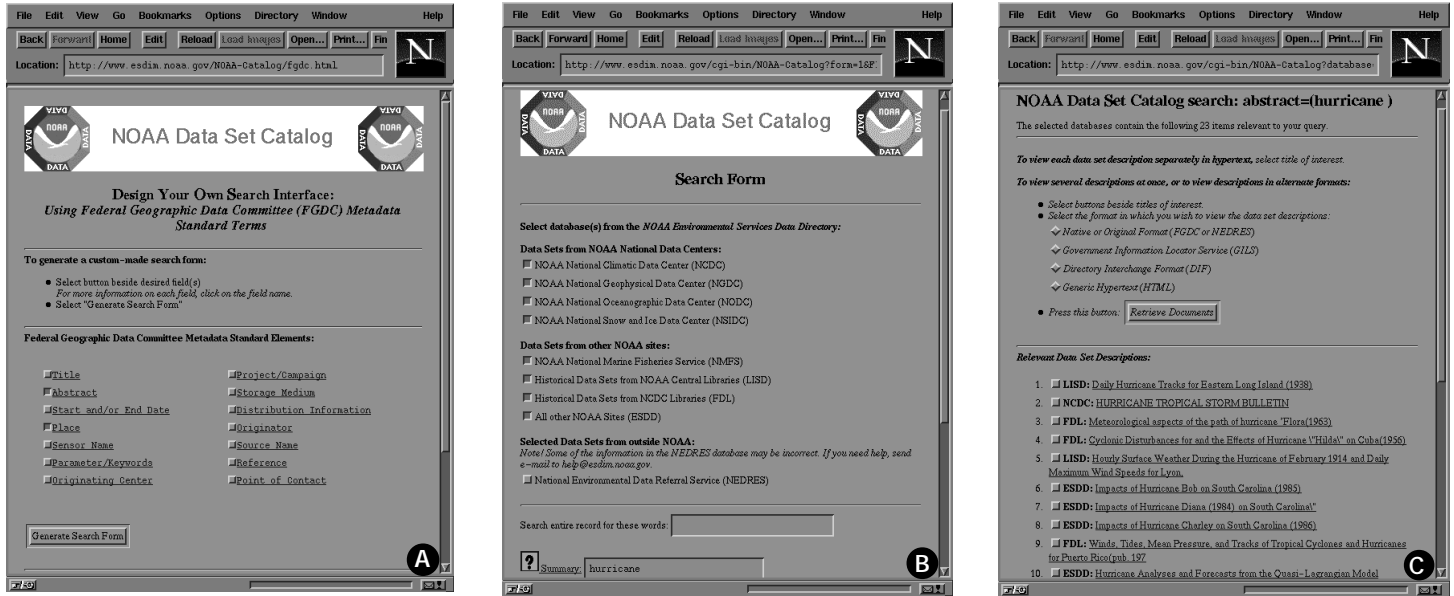 File Edit View Go Bookmarks Options Directory Window Help
Back Forward Home Edit Reload Load Images Open... Print... Fin
Location: http://www.esdim.noaa.gov/NOAA-Catalog/fgdc.html
N
DATA NOAA DATA DATA
NOAA Data Set Catalog
DATA NOAA DATA DATA
Design Your Own Search Interface:
Using Federal Geographic Data Committee (FGDC) Metadata
Standard Terms
To generate a custom-made search form:
Select button beside desired field(s)
For more information on each field, click on the field name.
Select "Generate Search Form"
Federal Geographic Data Committee Metadata Standard Elements:
Title Project/Campaign
Abstract Storage Medium
Start and/or End Date Distribution Information
Place Originator
Sensor Name Source Name
Parameter/Keywords Reference
Originating Center Point of Contact
Generate Search Form
A
File Edit View Go Bookmarks Options Directory Window Help
Back Forward Home Edit Reload Load Images Open... Print... Fin
Location: http://www.esdim.noaa.gov/cgi-bin/NOAA-Catalog?form=1&F
N
DATA NOAA DATA DATA
NOAA Data Set Catalog
DATA NOAA DATA DATA
Search Form
Select database(s) from the NOAA Environmental Services Data Directory:
Data Sets from NOAA National Data Centers:
NOAA National Climatic Data Center (NCDC)
NOAA National Geophysical Data Center (NGDC)
NOAA National Oceanographic Data Center (NODC)
NOAA National Snow and Ice Data Center (NSIDC)
Data Sets from other NOAA sites:
NOAA National Marine Fisheries Service (NMFS)
Historical Data Sets from NOAA Central Libraries (LISD)
Historical Data Sets from NCDC Libraries (FDL)
All other NOAA Sites (ESDD)
Selected Data Sets from outside NOAA:
Note! Some of the information in the NEDRES database may be incorrect. If you need help, send
e-mail to help@esdim.noaa.gov.
National Environmental Data Referral Service (NEDRES)
Search entire record for these words:
? Summary: hurricane
B
File Edit View Go Bookmarks Options Directory Window Help
Back Forward Home Edit Reload Load Images Open... Print... Fin
Location: http://www.esdim.noaa.gov/cgi-bin/NOAA-Catalog?database
N
NOAA Data Set Catalog search: abstract=(hurricane )
The selected databases contain the following 23 items relevant to your query.
To view each data set description separately in hypertext, select title of interest.
To view several descriptions at once, or to view descriptions in alternate formats:
Select buttons beside titles of interest.
Select the format in which you wish to view the data set descriptions:
Native or Original Format (FGDC or NEDRES)
Government Information Locator Service (GILS)
Directory Interchange Format (DIF)
Generic Hypertext (HTML)
Press this button: Retrieve Documents
Relevant Data Set Descriptions:
1. LISD: Daily Hurricane Tracks for Eastern Long Island (1938)
2. NCDC: HURRICANE TROPICAL STORM BULLETIN
3. FDL: Meteorological aspects of the path of hurricane "Flora(1963)
4. FDL: Cyclonic Disturbances for and the Effects of Hurricane \"Hilda\" on Cuba(1956)
5. LISD: Hourly Surface Weather During the Hurricane of February 1914 and Daily
Maximum Wind Speeds for Lyon,
6. ESDD: Impacts of Hurricane Bob on South Carolina (1985)
7. ESDD: Impacts of Hurricane Diana (1984) on South Carolina\"
8. ESDD: Impacts of Hurricane Charley on South Carolina (1986)
9. FDL: Winds, Tides, Mean Pressure, and Tracks of Tropical Cyclones and Hurricanes
for Puerto Rico(pub. 197
10. ESDD: Hurricane Analyses and Forecasts from the Quasi-Lagrangian Model
C